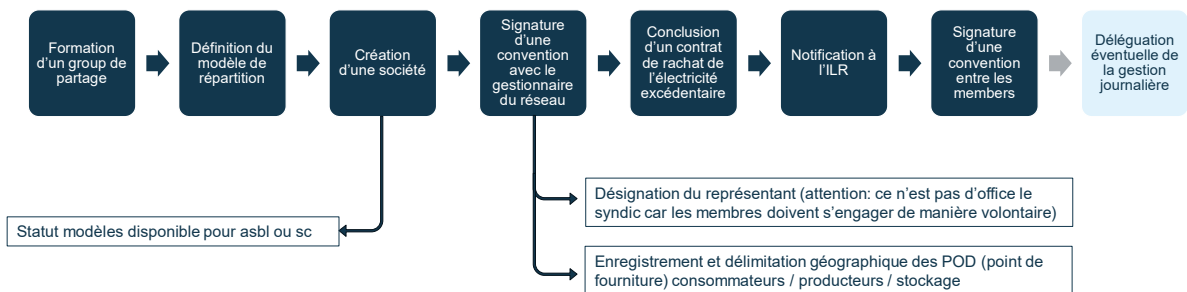 Formation
d'un group de
partage
Définition du
modèle de
répartition
Création
d'une société
Signature
d'une
convention
avec le
gestionnaire
du réseau
Conclusion
d'un contrat
de rachat de
l'électricité
excédentaire
Notification à
l'ILR
Signature
d'une
convention
entre les
members
Déléguation
éventuelle de
la gestion
journalière
Statut modèles disponible pour asbl ou sc
Désignation du représentant (attention: ce n'est pas d'office le
syndic car les membres doivent s'engager de manière volontaire)
Enregistrement et délimitation géographique des POD (point de
fourniture) consommateurs / producteurs / stockage